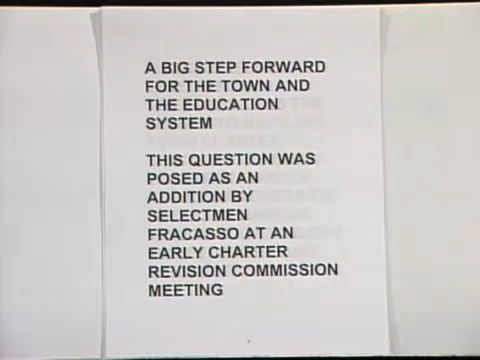 A BIG STEP FORWARD
FOR THE TOWN AND
THE EDUCATION
SYSTEM
THIS QUESTION WAS
POSED AS AN
ADDITION BY
SELECTMEN
FRACASSO AT AN
EARLY CHARTER
REVISION COMMISSION
MEETING